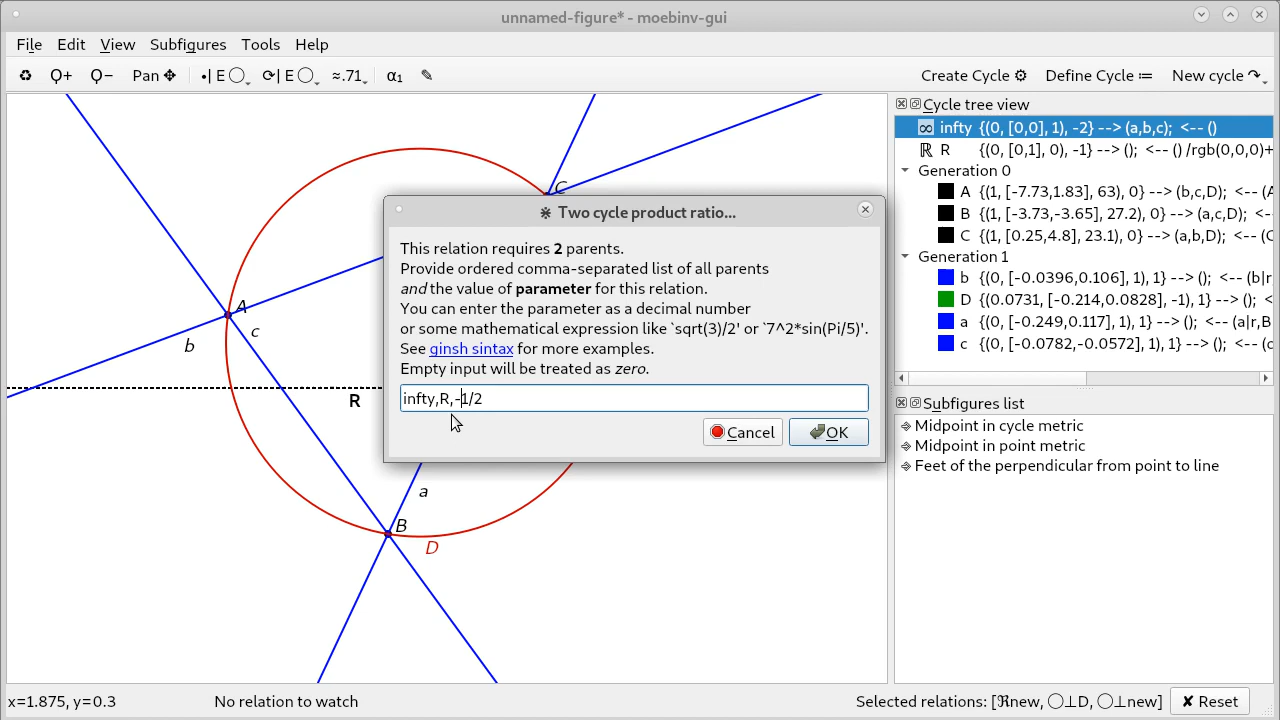 unnamed-figure* - moebinv-gui
File Edit View Subfigures Tools Help
Pan
E
E
≈.71
α₁
Create Cycle
Define Cycle
New cycle
Cycle tree view
∞ infty {(0, [0,0], 1), -2} --> (a,b,c); <-- ()
ℝ R {(0, [0,1], 0), -1} --> (); <-- () /rgb(0,0,0)+
Generation 0
A {(1, [-7.73,1.83], 63), 0} --> (b,c,D); <-- (A
B {(1, [-3.73,-3.65], 27.2), 0} --> (a,c,D); <--
C {(1, [0.25,4.8], 23.1), 0} --> (a,b,D); <-- (C
Generation 1
b {(0, [-0.0396,0.106], 1), 1} --> (); <-- (b|r
D {(0.0731, [-0.214,0.0828], -1), 1} --> (); <
a {(0, [-0.249,0.117], 1), 1} --> (); <-- (a|r,B
c {(0, [-0.0782,-0.0572], 1), 1} --> (); <-- (c
Subfigures list
Midpoint in cycle metric
Midpoint in point metric
Feet of the perpendicular from point to line
C
A
c
b
R
a
B
D
※ Two cycle product ratio...
This relation requires 2 parents.
Provide ordered comma-separated list of all parents
and the value of parameter for this relation.
You can enter the parameter as a decimal number
or some mathematical expression like `sqrt(3)/2' or `7^2*sin(Pi/5)'.
See ginsh sintax for more examples.
Empty input will be treated as zero.
infty,R,-1/2
Cancel
OK
x=1.875, y=0.3
No relation to watch
Selected relations: [ℜnew, ◯⊥D, ◯⊥new]
✘ Reset